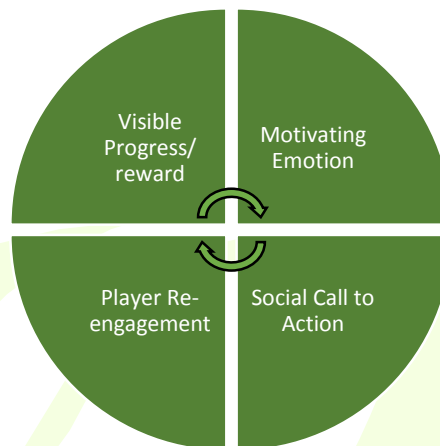 Visible
Progress/
reward
Motivating
Emotion
Player Re-
engagement
Social Call to
Action